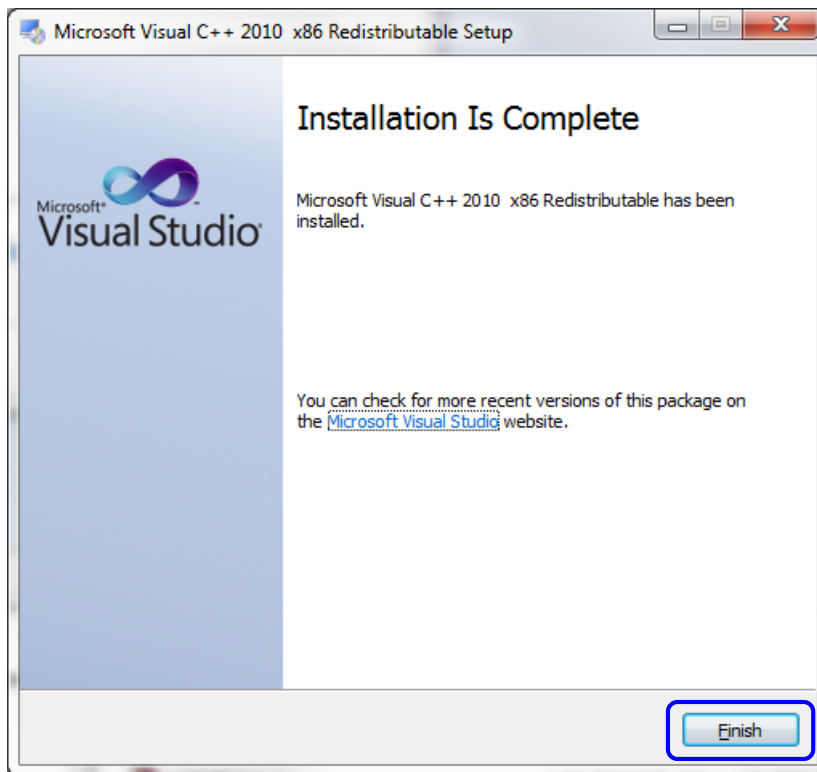 Microsoft Visual C++ 2010  x86 Redistributable Setup
Installation Is Complete
Microsoft®
Visual Studio®
Microsoft Visual C++ 2010  x86 Redistributable has been
installed.
You can check for more recent versions of this package on
the Microsoft Visual Studio website.
Finish